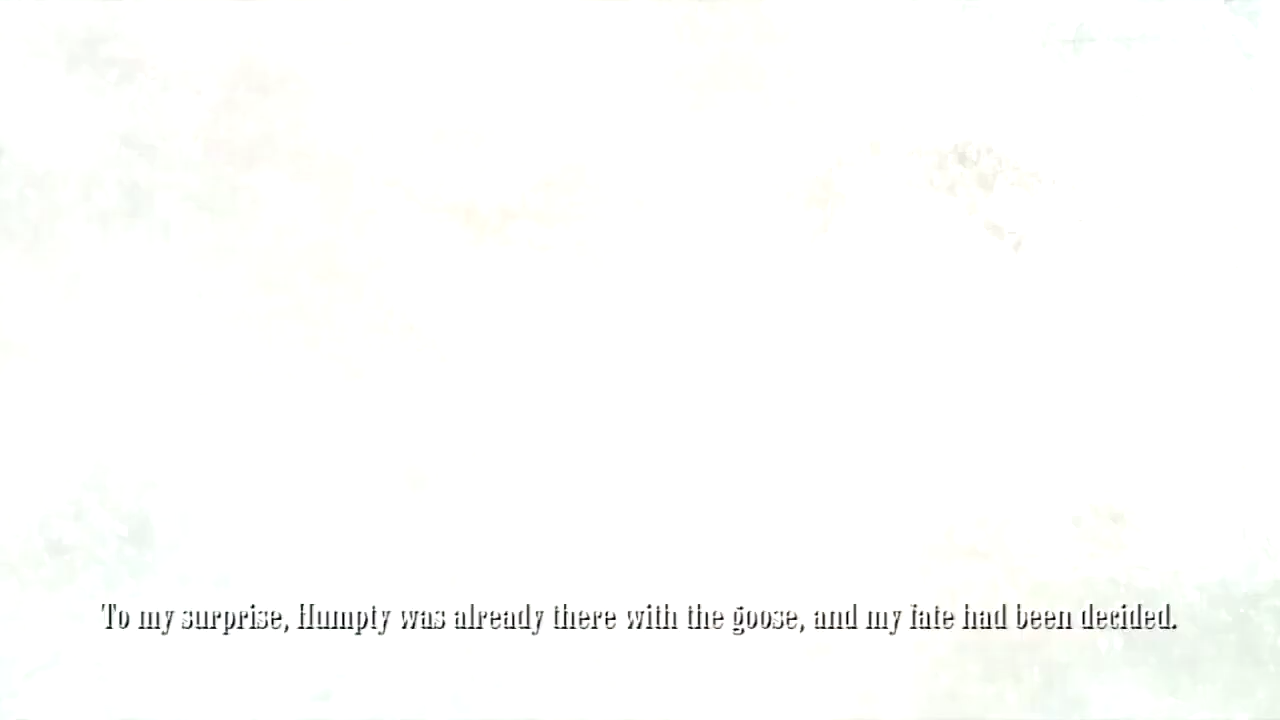 To my surprise, Humpty was already there with the goose, and my fate had been decided.